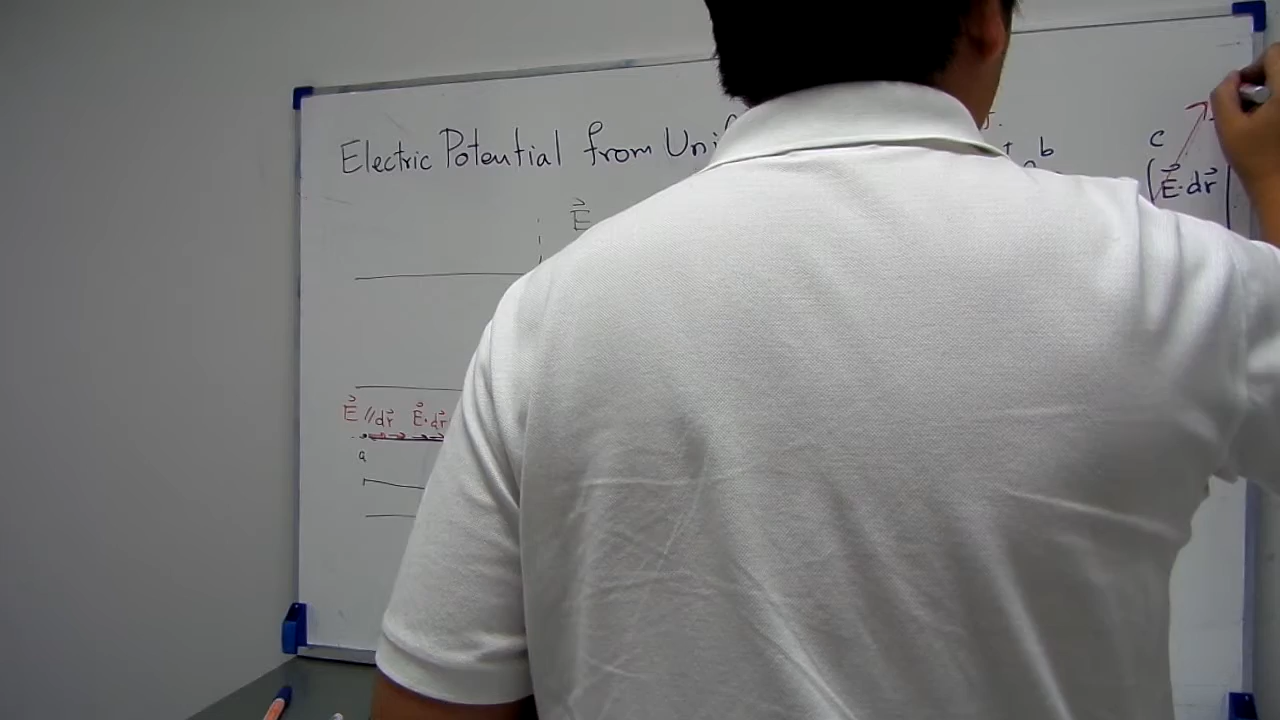 Electric Potential from Uni
b
c
E⃗
∫E⃗·dr⃗
E⃗ // dr⃗ E⃗·dr⃗
a